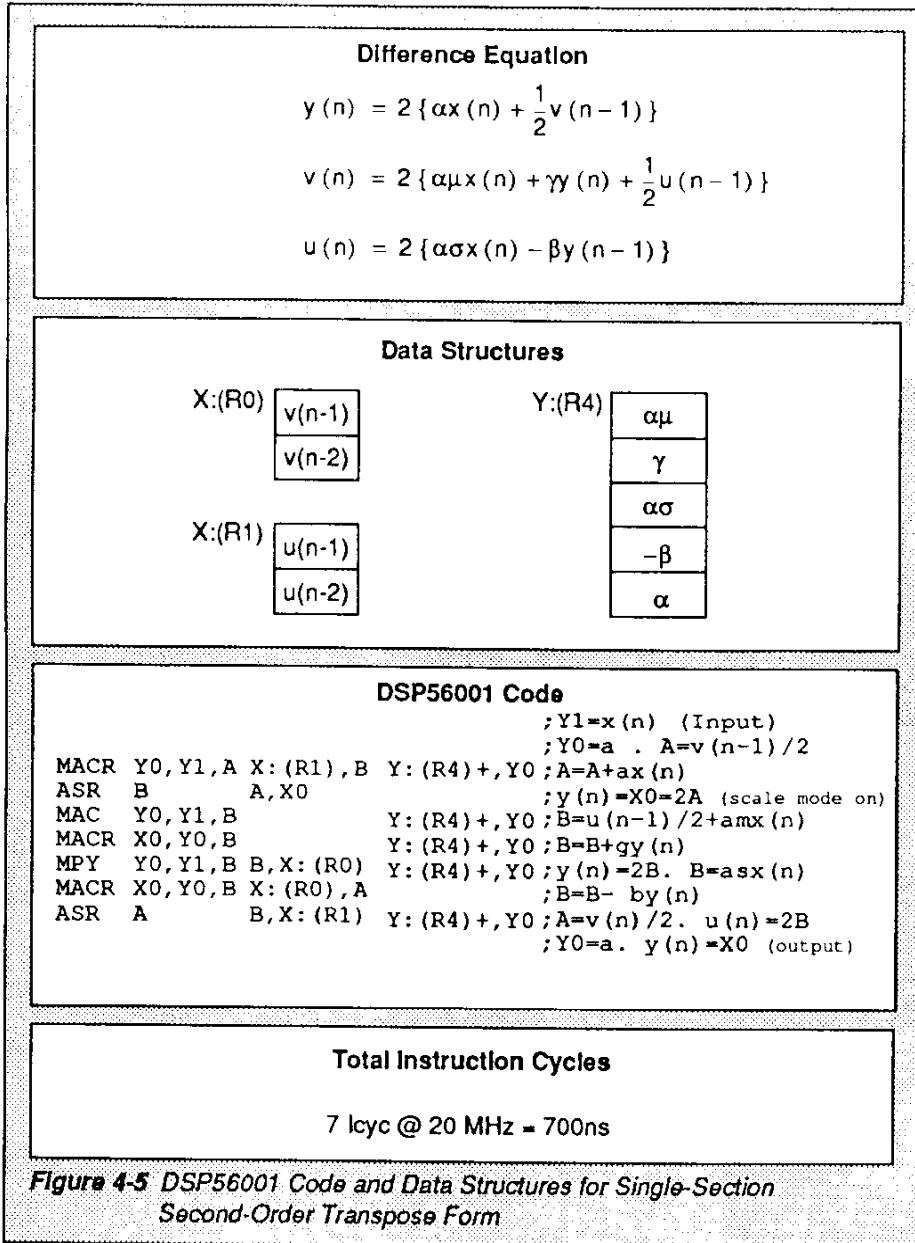 Difference Equation
y (n) = 2 { αx (n) + 1/2 v (n − 1) }
v (n) = 2 { αμx (n) + γy (n) + 1/2 u (n − 1) }
u (n) = 2 { ασx (n) − βy (n − 1) }
Data Structures
X:(R0) v(n-1)
v(n-2)
X:(R1) u(n-1)
u(n-2)
Y:(R4) αμ
γ
ασ
−β
α
DSP56001 Code
;Y1=x(n) (Input)
;Y0=a . A=v(n-1)/2
MACR Y0,Y1,A X:(R1),B Y:(R4)+,Y0 ;A=A+ax(n)
ASR B A,X0 ;y(n)=X0=2A (scale mode on)
MAC Y0,Y1,B Y:(R4)+,Y0 ;B=u(n-1)/2+amx(n)
MACR X0,Y0,B Y:(R4)+,Y0 ;B=B+gy(n)
MPY Y0,Y1,B B,X:(R0) Y:(R4)+,Y0 ;y(n)=2B. B=asx(n)
MACR X0,Y0,B X:(R0),A ;B=B- by(n)
ASR A B,X:(R1) Y:(R4)+,Y0 ;A=v(n)/2. u(n)=2B
;Y0=a. y(n)=X0 (output)
Total Instruction Cycles
7 Icyc @ 20 MHz = 700ns
Figure 4-5 DSP56001 Code and Data Structures for Single-Section
Second-Order Transpose Form